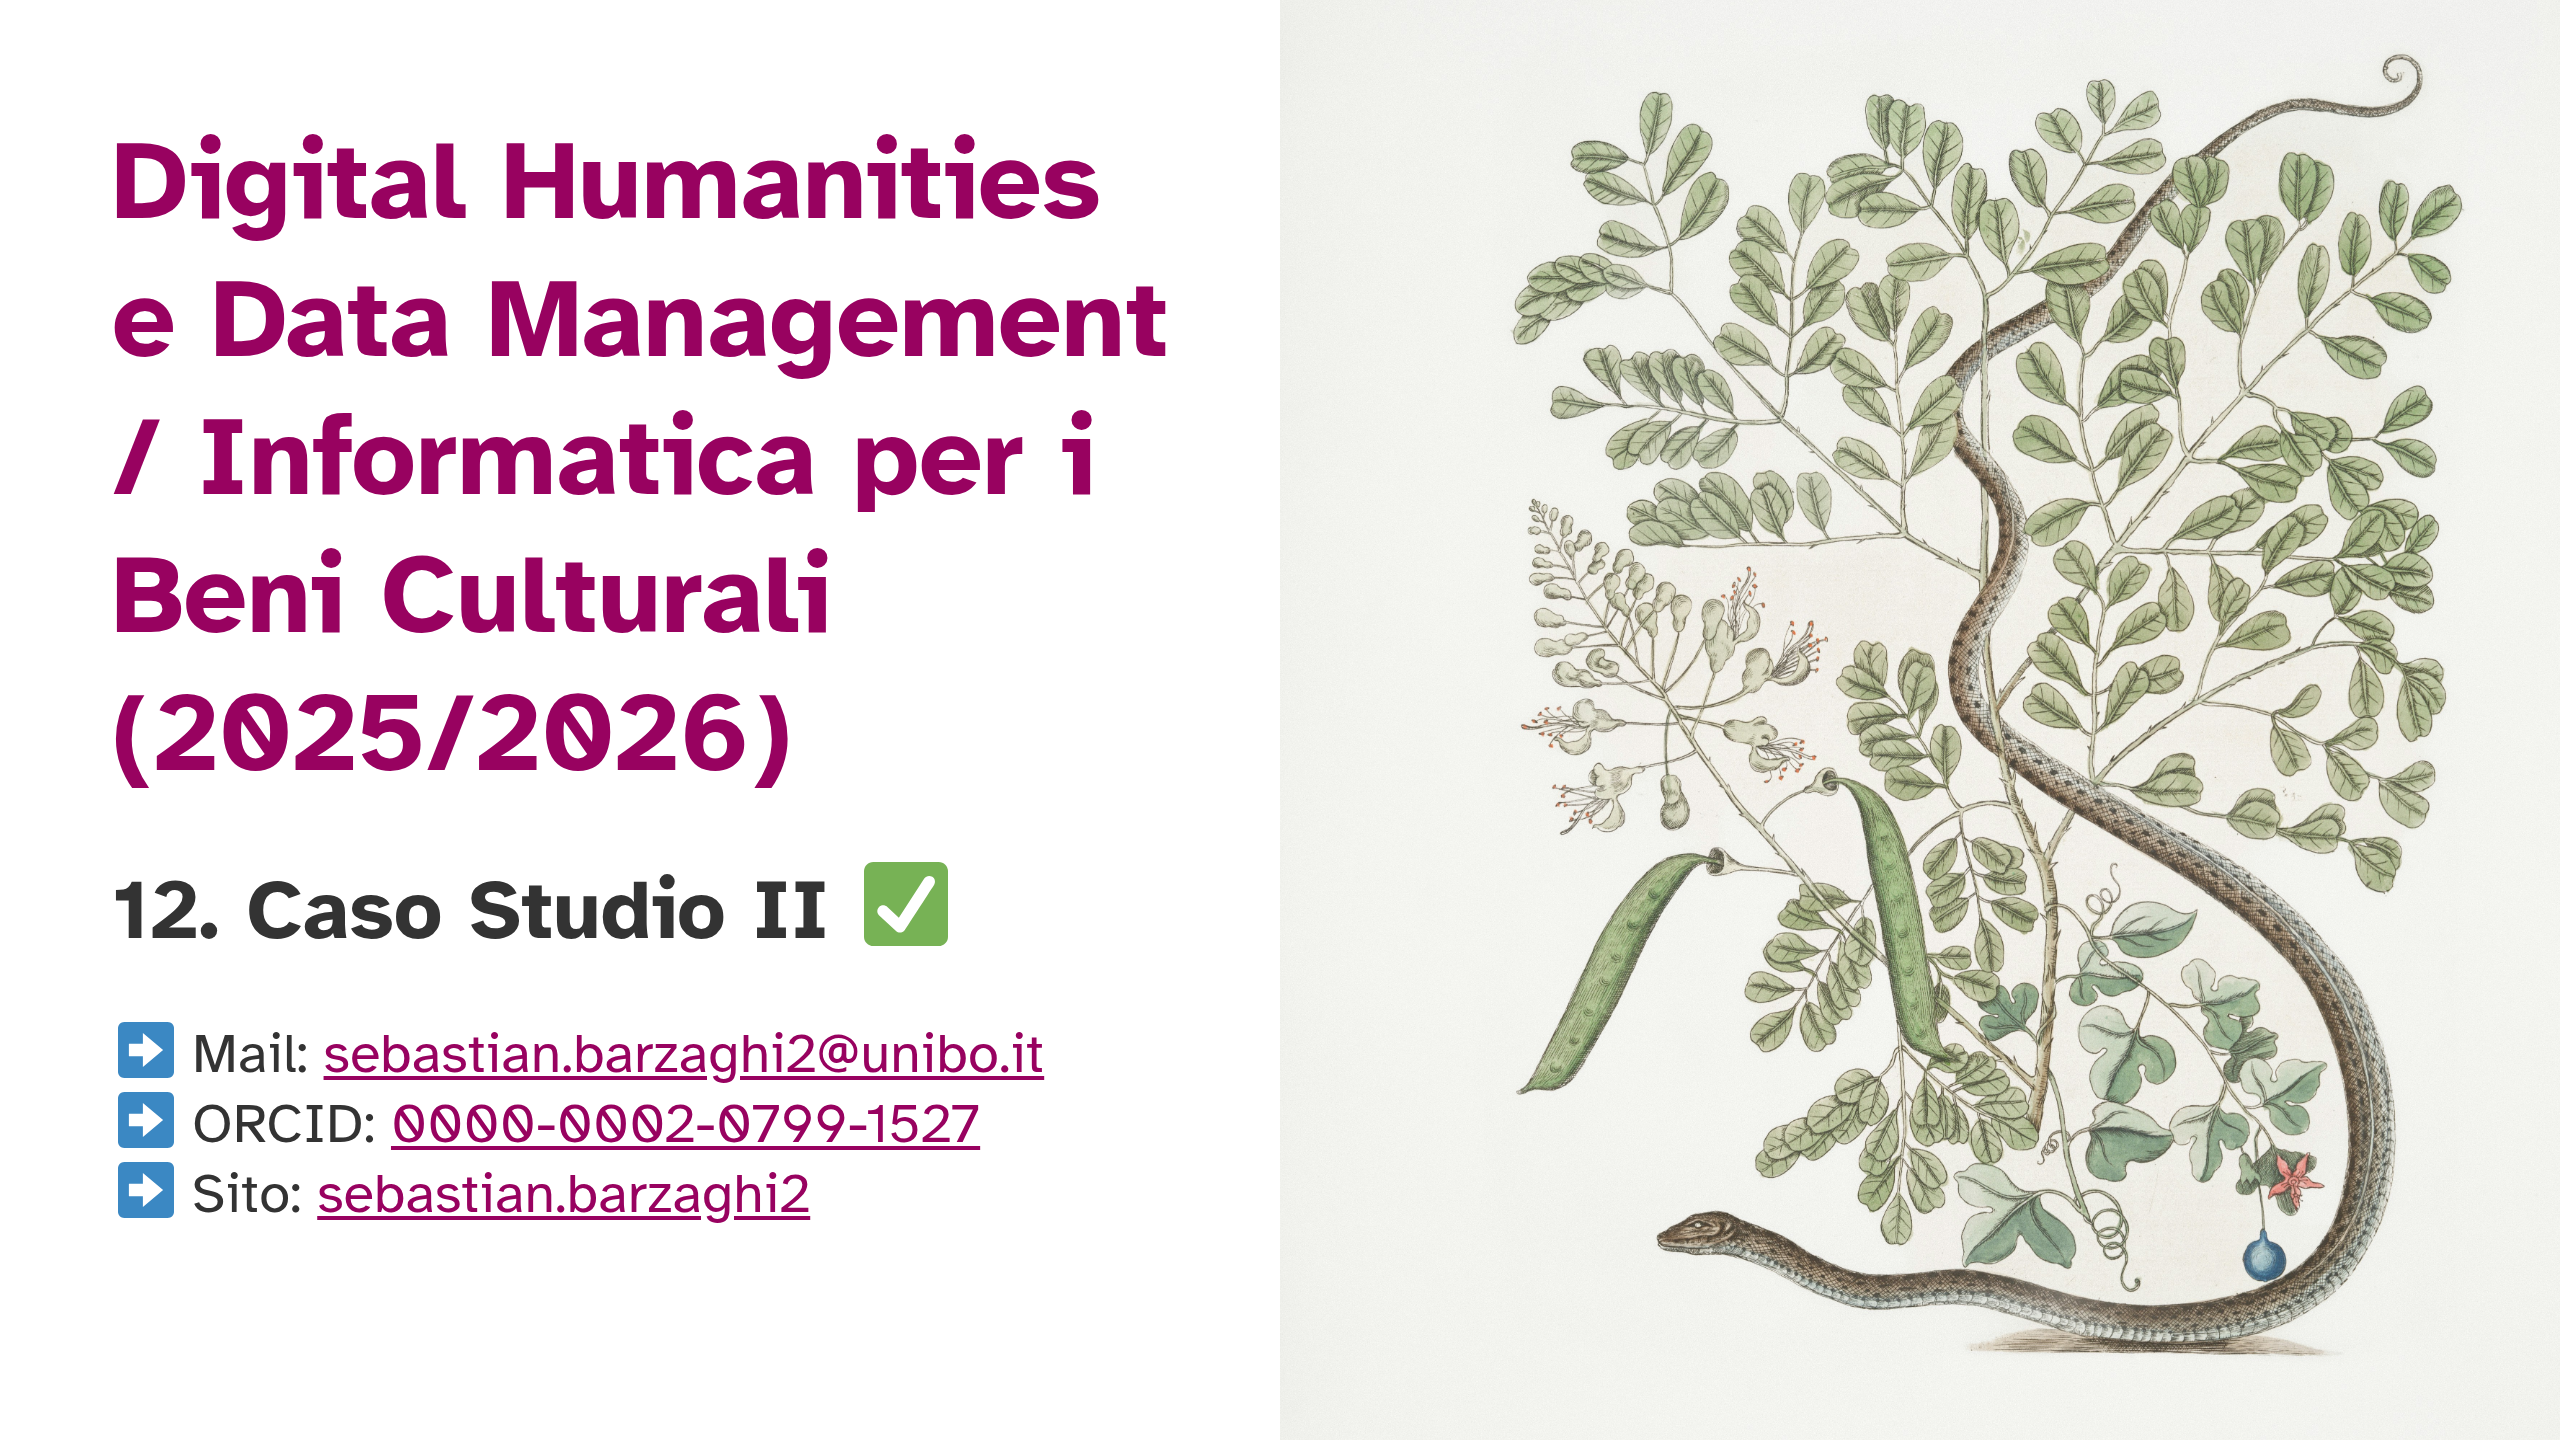 Digital Humanities
e Data Management
/ Informatica per i
Beni Culturali
(2025/2026)
12. Caso Studio II ✅
➡️ Mail: sebastian.barzaghi2@unibo.it
➡️ ORCID: 0000-0002-0799-1527
➡️ Sito: sebastian.barzaghi2